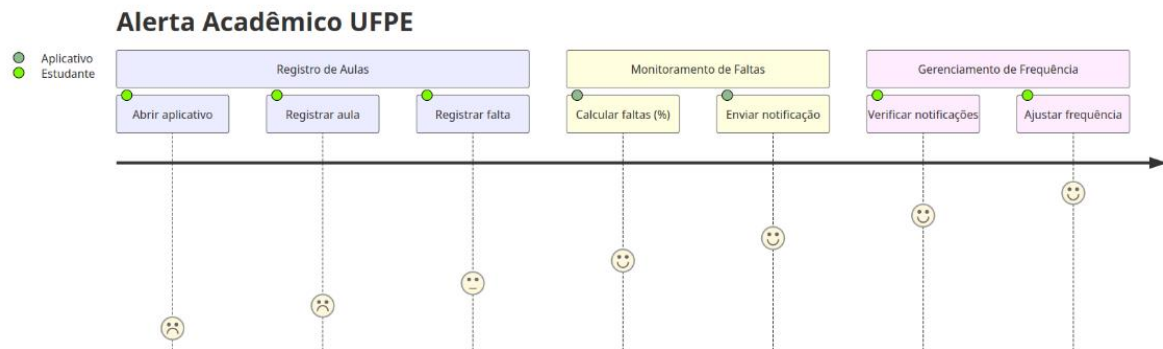 Alerta Acadêmico UFPE
Aplicativo
Estudante
Registro de Aulas
Monitoramento de Faltas
Gerenciamento de Frequência
Abrir aplicativo
Registrar aula
Registrar falta
Calcular faltas (%)
Enviar notificação
Verificar notificações
Ajustar frequência